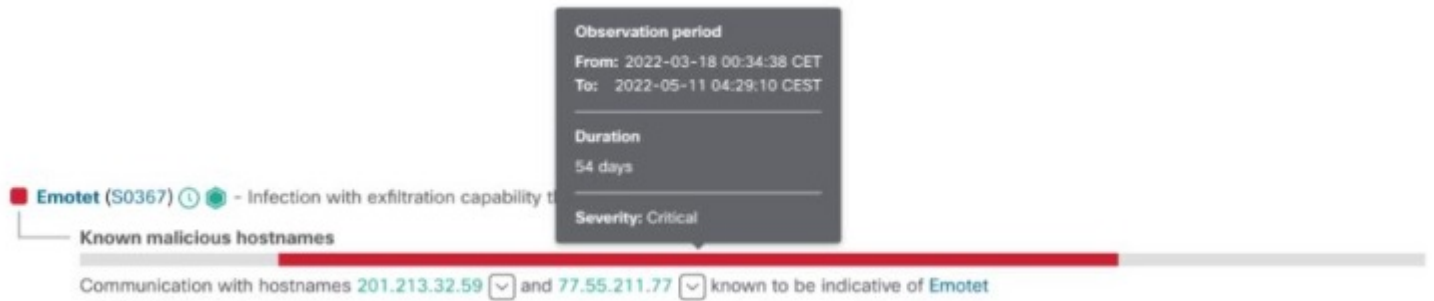 Observation period
From: 2022-03-18 00:34:38 CET
To: 2022-05-11 04:29:10 CEST
Duration
54 days
Severity: Critical
Emotet (S0367) - Infection with exfiltration capability
Known malicious hostnames
Communication with hostnames 201.213.32.59 and 77.55.211.77 known to be indicative of Emotet